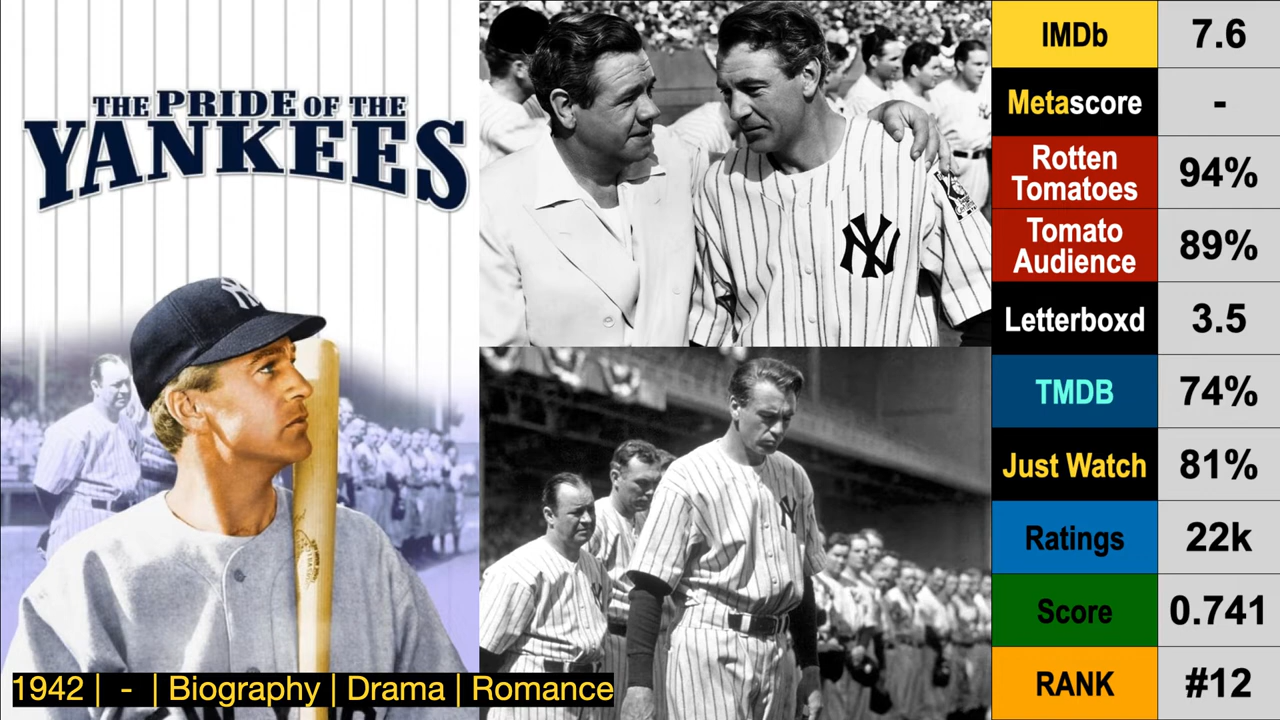 THE PRIDE OF THE
YANKEES
1942 | - | Biography | Drama | Romance
NY
IMDb 7.6
Metascore -
Rotten
Tomatoes 94%
Tomato
Audience 89%
Letterboxd 3.5
TMDB 74%
Just Watch 81%
Ratings 22k
Score 0.741
RANK #12